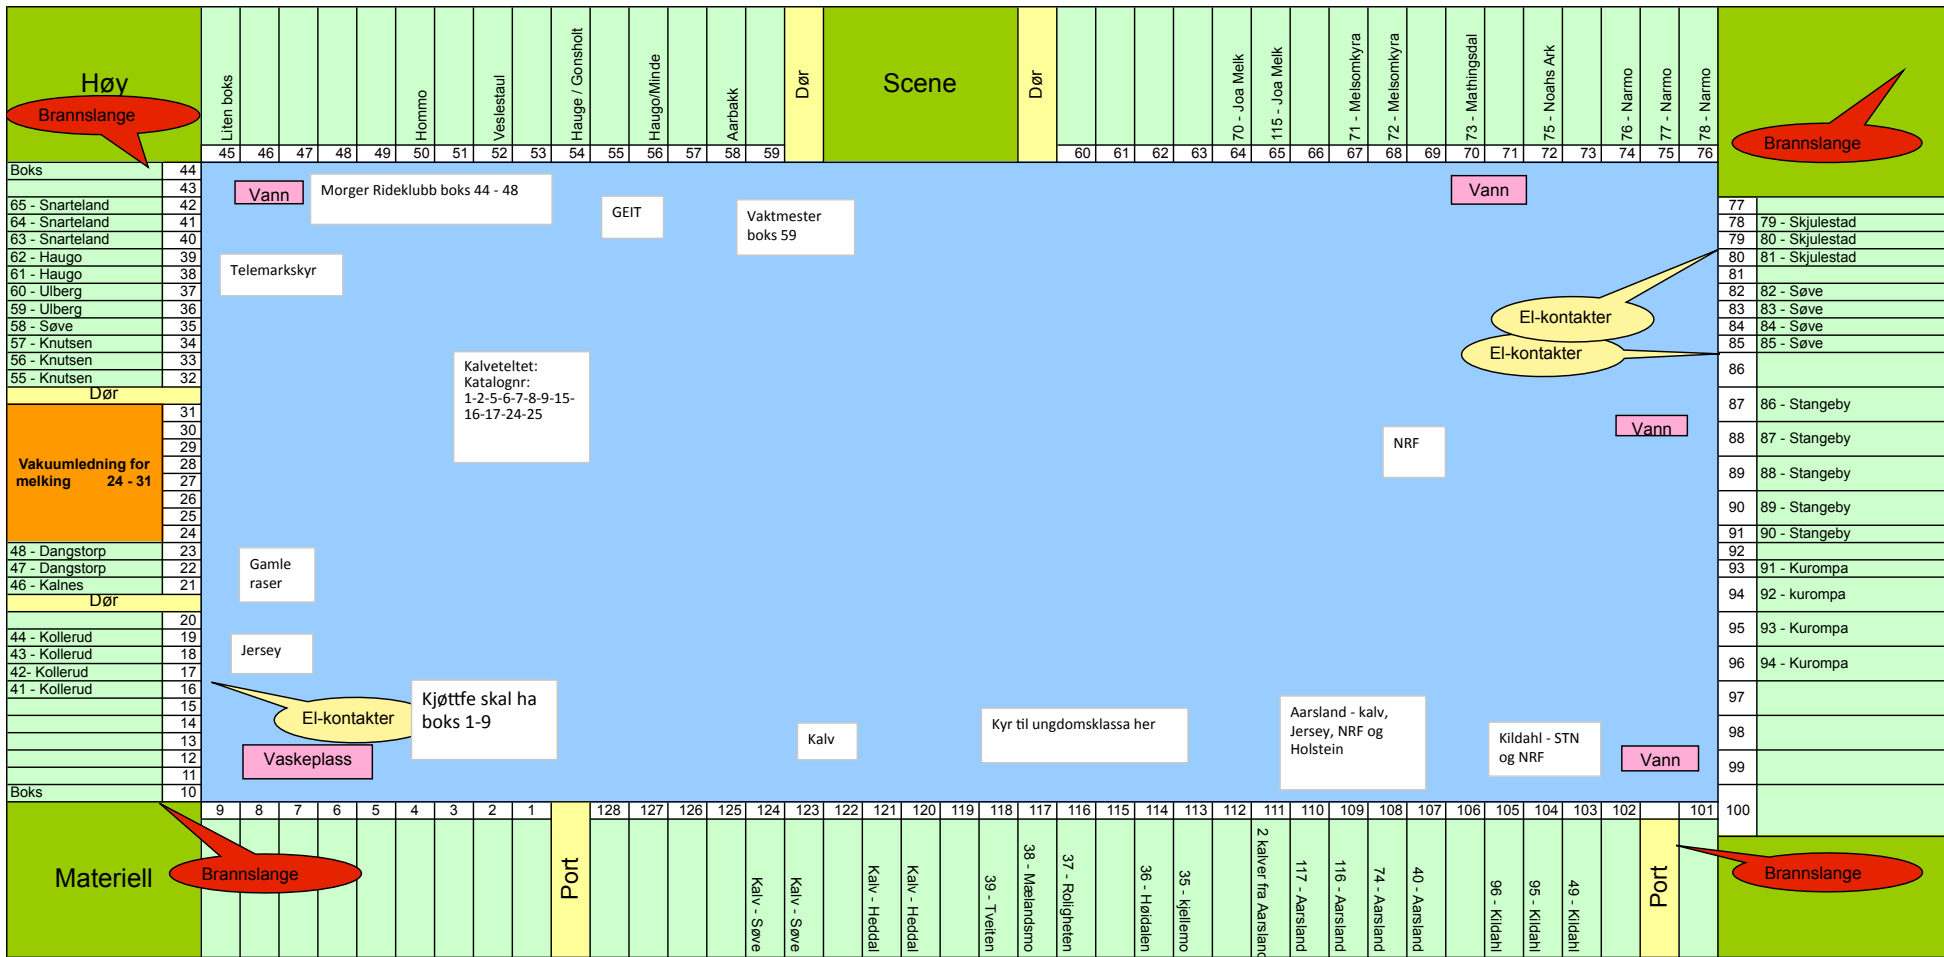 Høy
Brannslange
Liten boks
Hommo
Veslestaul
Hauge / Gonsholt
Haugo/Minde
Aarbakk
Dør
Scene
Dør
70 - Joa Melk
115 - Joa Melk
71 - Melsomkyra
72 - Melsomkyra
73 - Mathingsdal
75 - Noahs Ark
76 - Narmo
77 - Narmo
78 - Narmo
Brannslange
45 46 47 48 49 50 51 52 53 54 55 56 57 58 59
60 61 62 63 64 65 66 67 68 69 70 71 72 73 74 75 76
Boks 44
43
65 - Snarteland 42
64 - Snarteland 41
63 - Snarteland 40
62 - Haugo 39
61 - Haugo 38
60 - Ulberg 37
59 - Ulberg 36
58 - Søve 35
57 - Knutsen 34
56 - Knutsen 33
55 - Knutsen 32
Dør
31
30
29
28
27
26
25
24
Vakuumledning for
melking 24 - 31
48 - Dangstorp 23
47 - Dangstorp 22
46 - Kalnes 21
Dør
20
44 - Kollerud 19
43 - Kollerud 18
42- Kollerud 17
41 - Kollerud 16
15
14
13
12
11
Boks 10
Vann
Morger Rideklubb boks 44 - 48
GEIT
Vaktmester
boks 59
Vann
Telemarkskyr
El-kontakter
El-kontakter
Kalveteltet:
Katalognr:
1-2-5-6-7-8-9-15-
16-17-24-25
NRF
Vann
Gamle
raser
Jersey
El-kontakter
Kjøttfe skal ha
boks 1-9
Vaskeplass
Kalv
Kyr til ungdomsklassa her
Aarsland - kalv,
Jersey, NRF og
Holstein
Kildahl - STN
og NRF
Vann
77
78 79 - Skjulestad
79 80 - Skjulestad
80 81 - Skjulestad
81
82 82 - Søve
83 83 - Søve
84 84 - Søve
85 85 - Søve
86
87 86 - Stangeby
88 87 - Stangeby
89 88 - Stangeby
90 89 - Stangeby
91 90 - Stangeby
92
93 91 - Kurompa
94 92 - kurompa
95 93 - Kurompa
96 94 - Kurompa
97
98
99
100
9 8 7 6 5 4 3 2 1
128 127 126 125 124 123 122 121 120 119 118 117 116 115 114 113 112 111 110 109 108 107 106 105 104 103 102
101
Materiell
Brannslange
Port
Kalv - Søve
Kalv - Søve
Kalv - Heddal
Kalv - Heddal
39 - Tveiten
38 - Mælandsmo
37 - Roligheten
36 - Høidalen
35 - kjellemo
2 kalver fra Aarsland
117 - Aarsland
116 - Aarsland
74 - Aarsland
40 - Aarsland
96 - Kildahl
95 - Kildahl
49 - Kildahl
Port
Brannslange